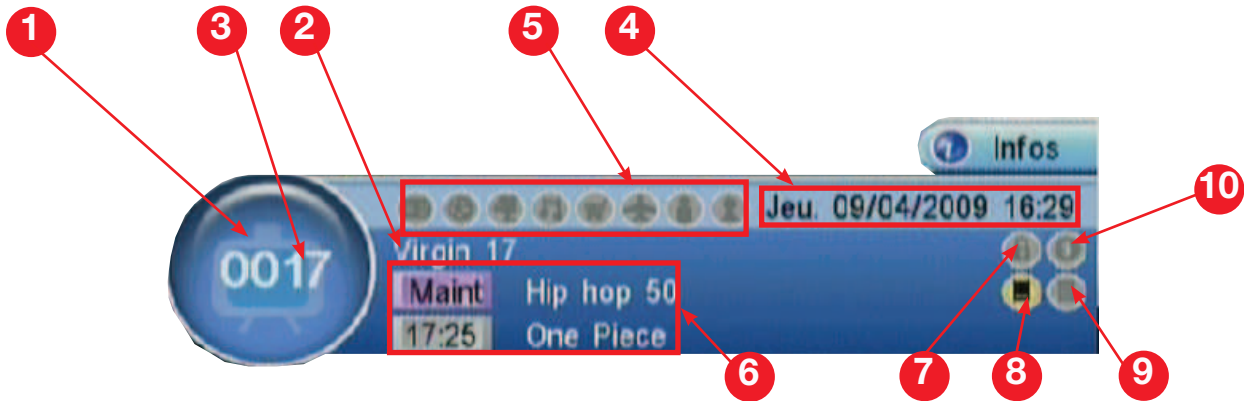 1 3 2 5 4
Infos
10
Jeu. 09/04/2009 16:29
0017
Virgin 17
Maint Hip hop 50
17:25 One Piece
6 7 8 9